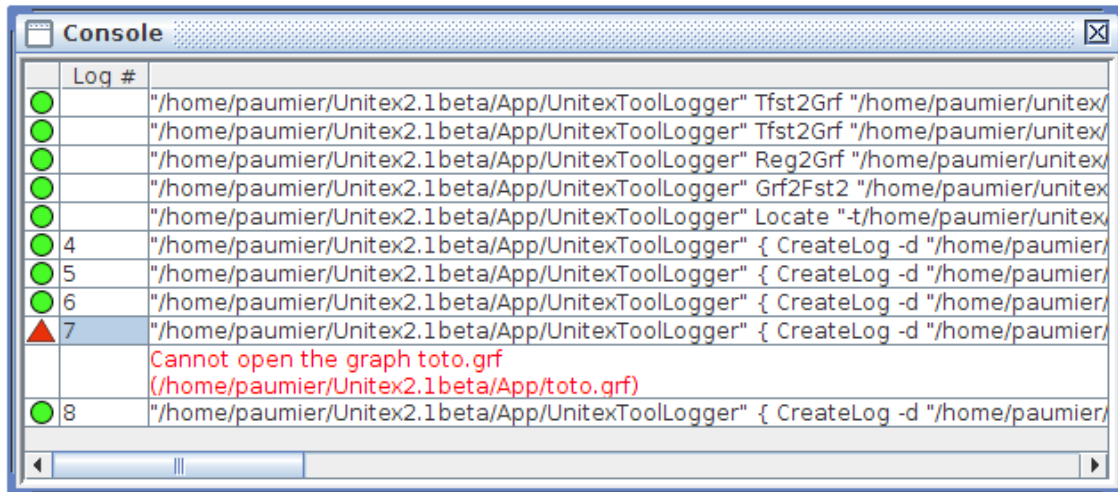 Console
Log #
"/home/paumier/Unitex2.1beta/App/UnitexToolLogger" Tfst2Grf "/home/paumier/unitex/
"/home/paumier/Unitex2.1beta/App/UnitexToolLogger" Tfst2Grf "/home/paumier/unitex/
"/home/paumier/Unitex2.1beta/App/UnitexToolLogger" Reg2Grf "/home/paumier/unitex/
"/home/paumier/Unitex2.1beta/App/UnitexToolLogger" Grf2Fst2 "/home/paumier/unitex
"/home/paumier/Unitex2.1beta/App/UnitexToolLogger" Locate "-t/home/paumier/unitex/
4 "/home/paumier/Unitex2.1beta/App/UnitexToolLogger" { CreateLog -d "/home/paumier/
5 "/home/paumier/Unitex2.1beta/App/UnitexToolLogger" { CreateLog -d "/home/paumier/
6 "/home/paumier/Unitex2.1beta/App/UnitexToolLogger" { CreateLog -d "/home/paumier/
7 "/home/paumier/Unitex2.1beta/App/UnitexToolLogger" { CreateLog -d "/home/paumier/
Cannot open the graph toto.grf
(/home/paumier/Unitex2.1beta/App/toto.grf)
8 "/home/paumier/Unitex2.1beta/App/UnitexToolLogger" { CreateLog -d "/home/paumier/